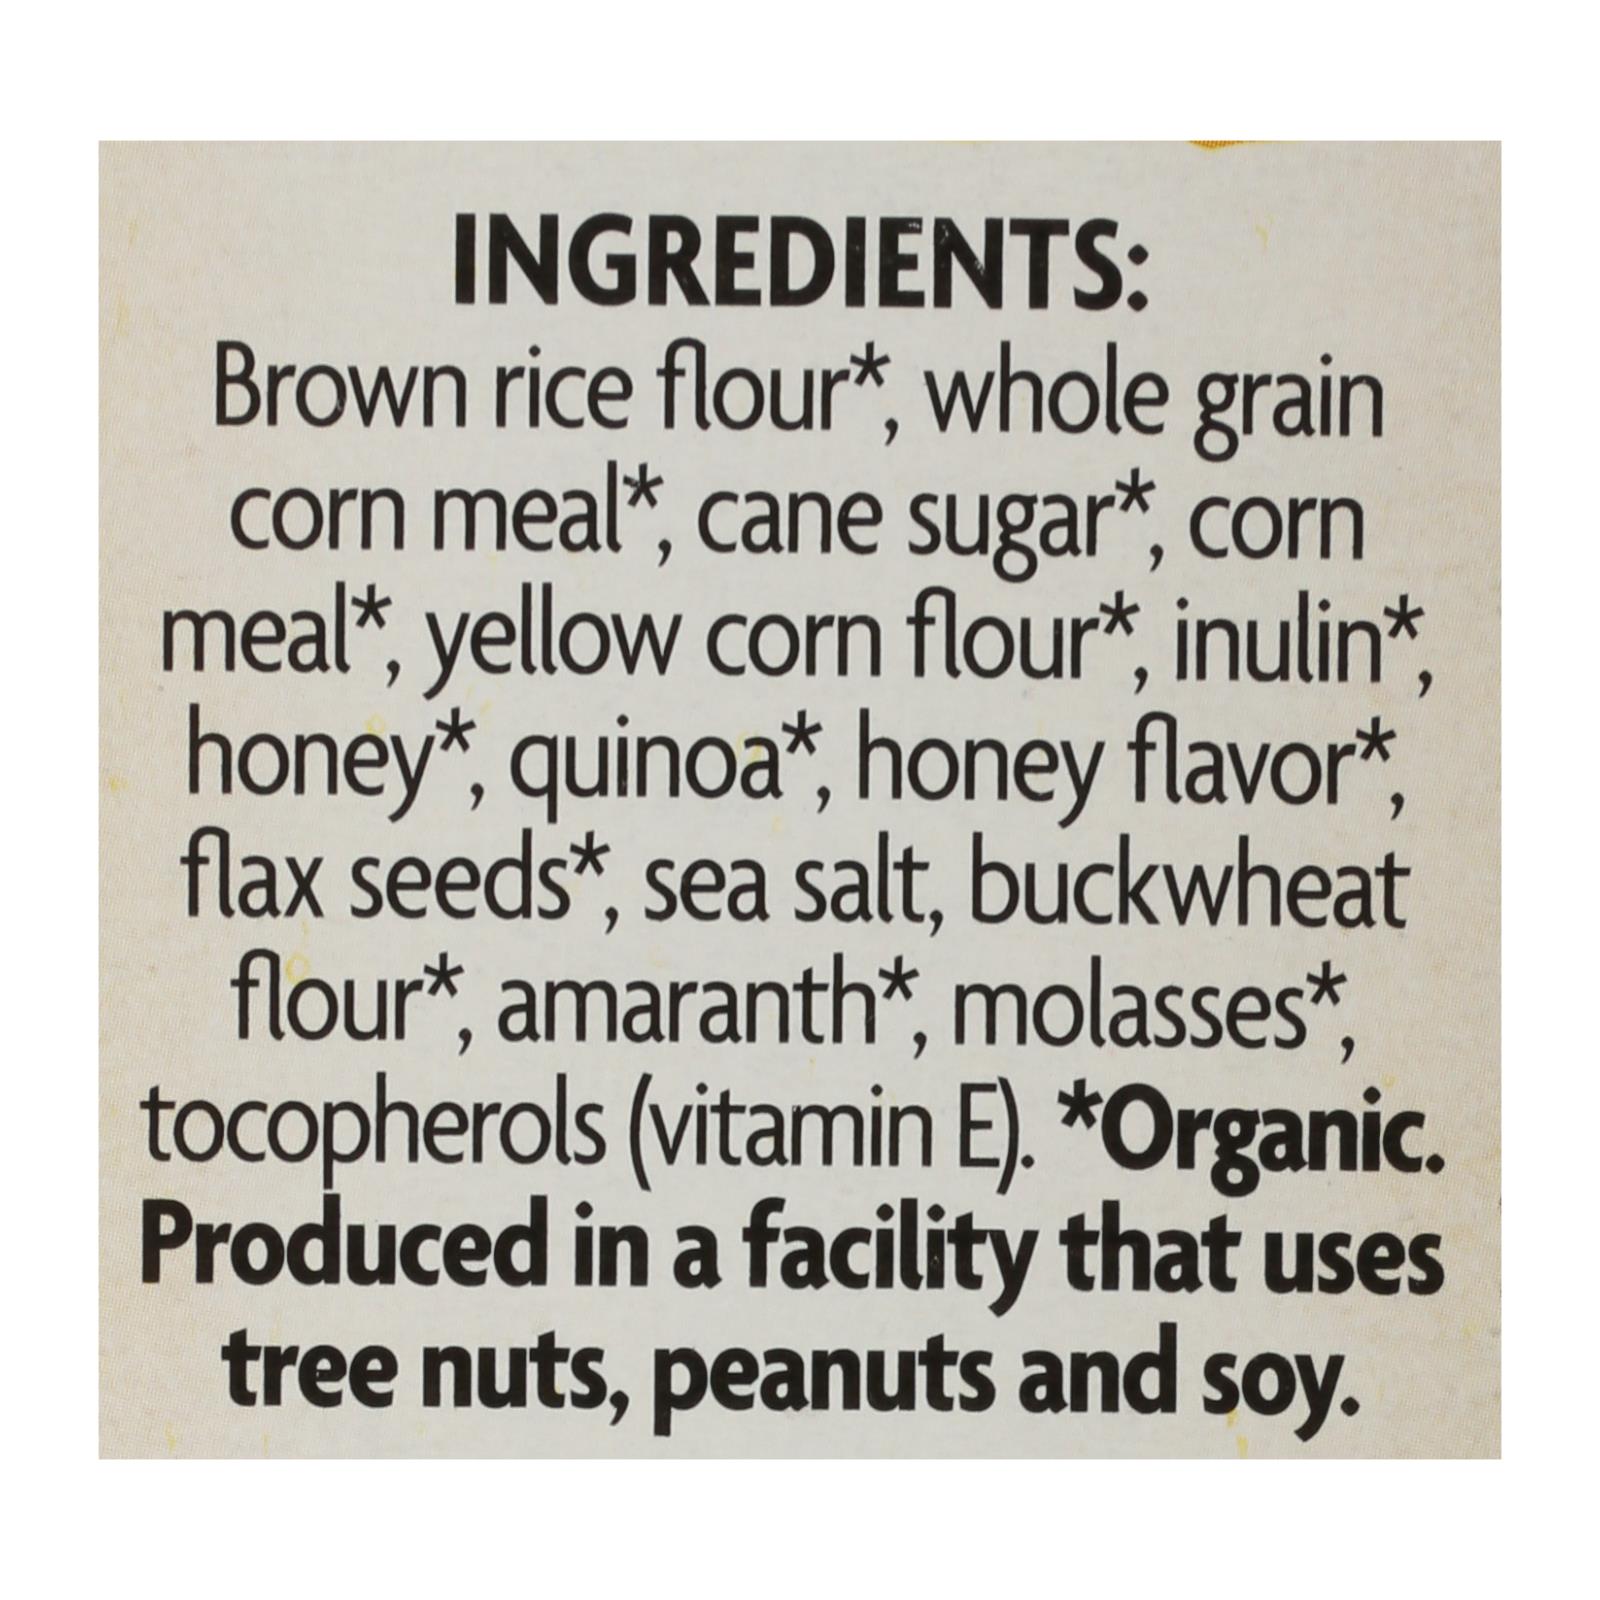 INGREDIENTS:
Brown rice flour*, whole grain
corn meal*, cane sugar*, corn
meal*, yellow corn flour*, inulin*,
honey*, quinoa*, honey flavor*,
flax seeds*, sea salt, buckwheat
flour*, amaranth*, molasses*,
tocopherols (vitamin E). *Organic.
Produced in a facility that uses
tree nuts, peanuts and soy.